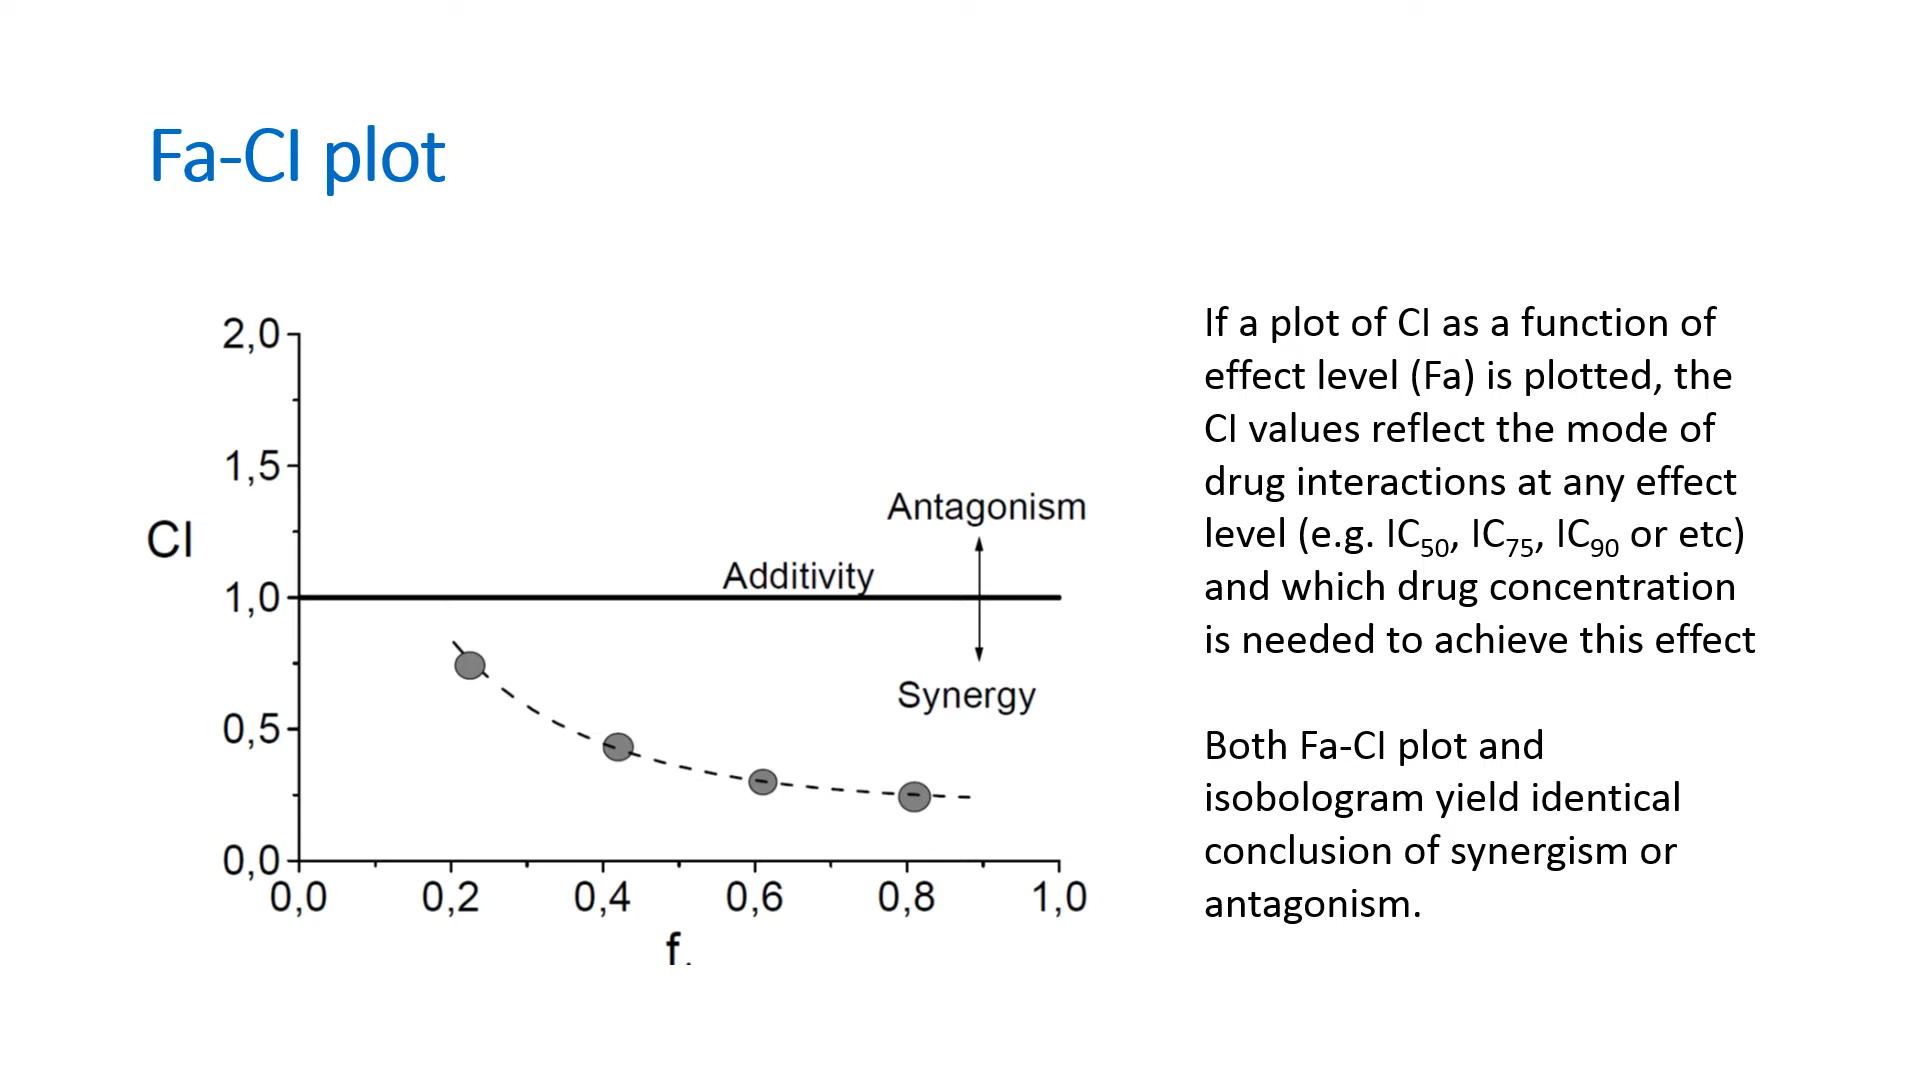 Fa-CI plot
2,0
1,5
CI
1,0
0,5
0,0
0,0 0,2 0,4 0,6 0,8 1,0
f
Antagonism
Additivity
Synergy
If a plot of CI as a function of
effect level (Fa) is plotted, the
CI values reflect the mode of
drug interactions at any effect
level (e.g. IC50, IC75, IC90 or etc)
and which drug concentration
is needed to achieve this effect
Both Fa-CI plot and
isobologram yield identical
conclusion of synergism or
antagonism.